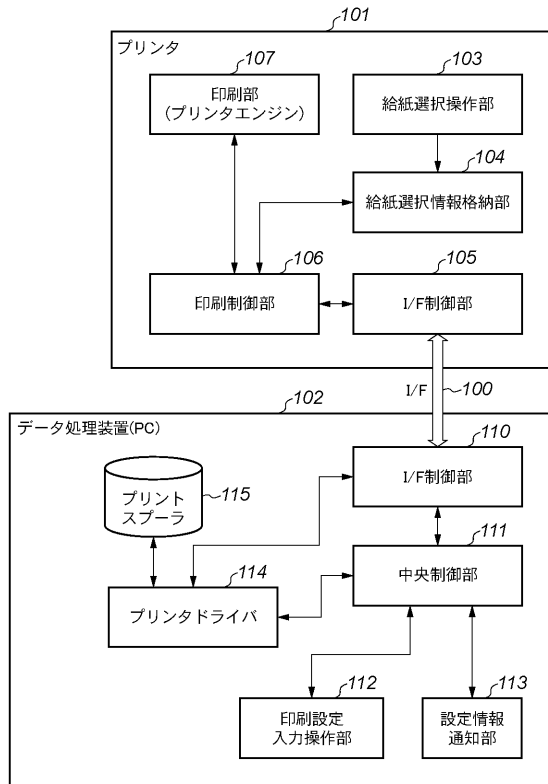 101
プリンタ
107
印刷部
(プリンタエンジン)
103
給紙選択操作部
104
給紙選択情報格納部
106
印刷制御部
105
I/F制御部
I/F
100
102
データ処理装置(PC)
110
I/F制御部
プリント
スプーラ
115
111
中央制御部
114
プリンタドライバ
112
印刷設定
入力操作部
113
設定情報
通知部